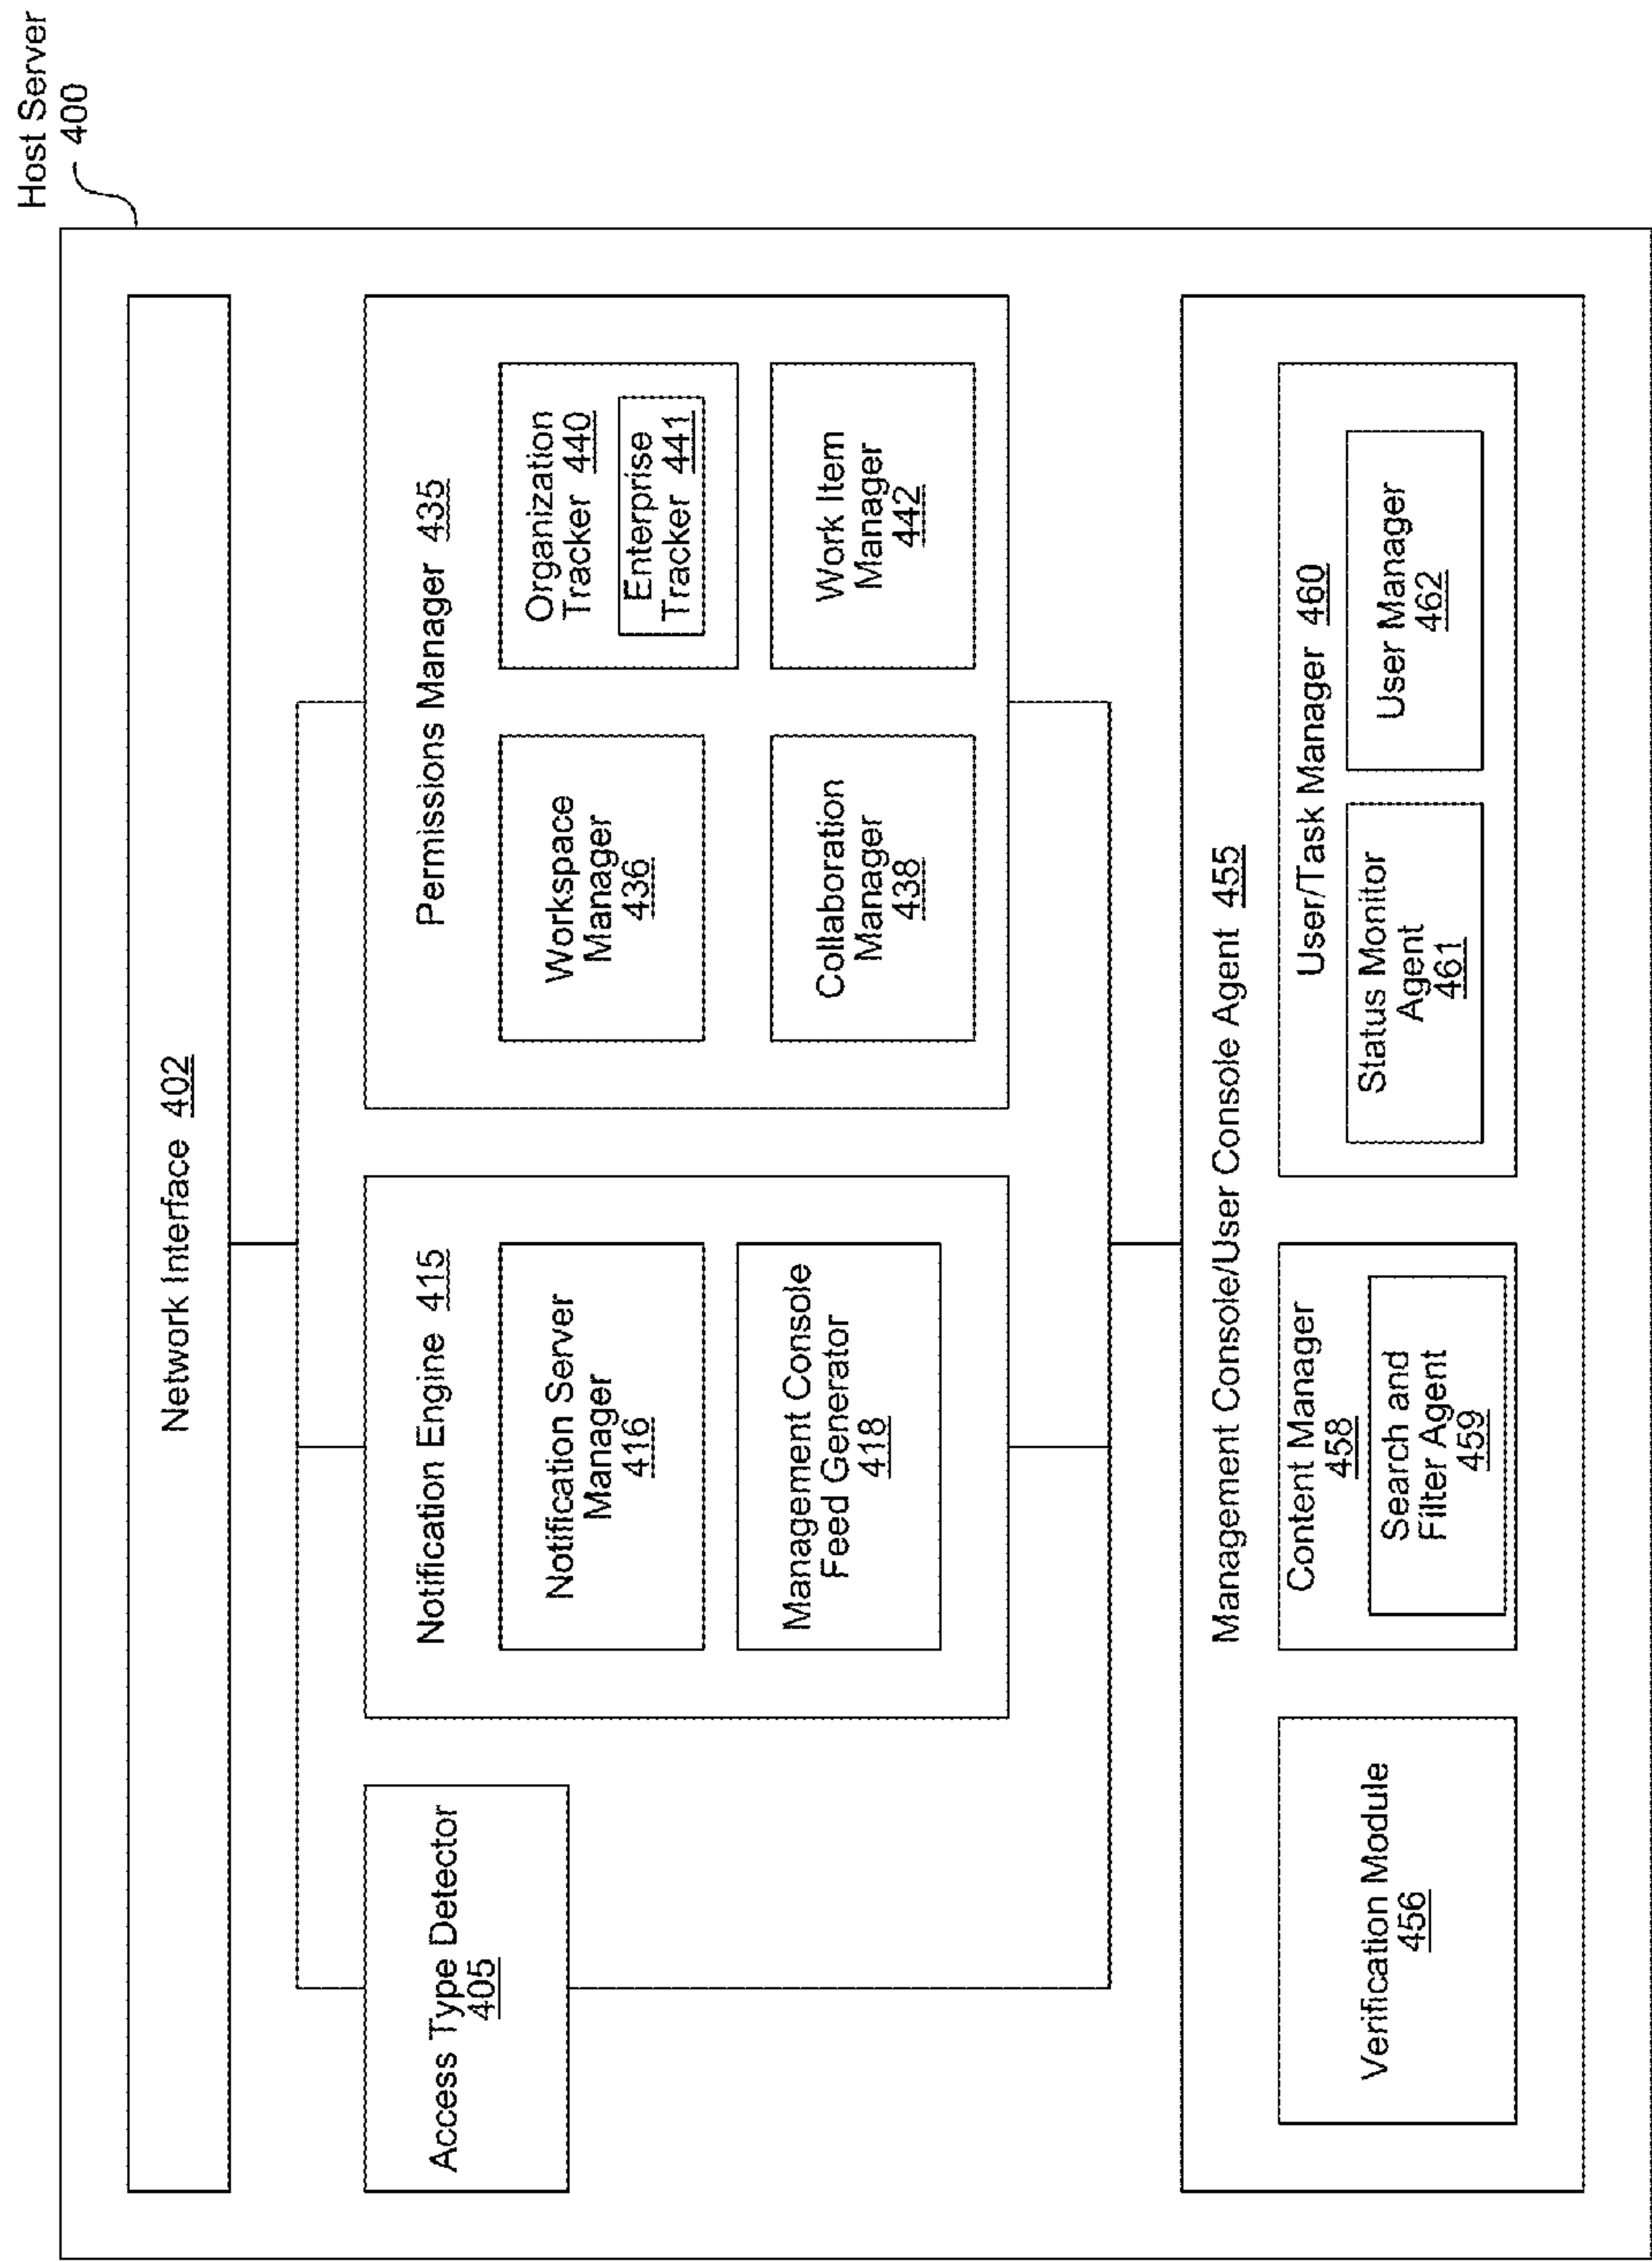 Host Server
400
Network Interface 402
Access Type Detector
405
Notification Engine 415
Notification Server
Manager
416
Management Console
Feed Generator
418
Permissions Manager 435
Workspace
Manager
436
Organization
Tracker 440
Enterprise
Tracker 441
Collaboration
Manager
438
Work Item
Manager
442
Management Console/User Console Agent 455
Verification Module
456
Content Manager
458
Search and
Filter Agent
459
User/Task Manager 460
Status Monitor
Agent
461
User Manager
462